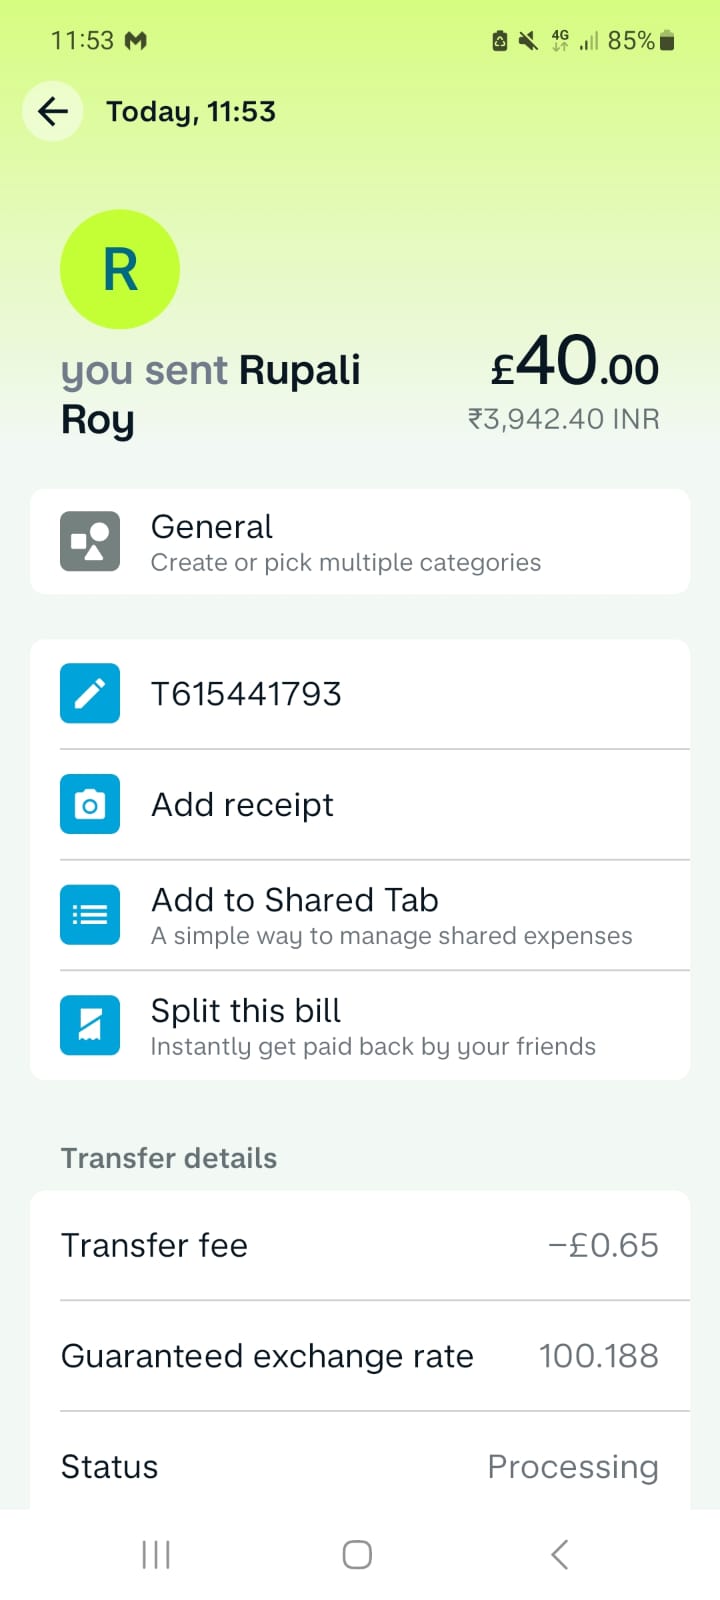 11:53 M 4G 85%
Today, 11:53
R
you sent Rupali
Roy
£40.00
₹3,942.40 INR
General
Create or pick multiple categories
T615441793
Add receipt
Add to Shared Tab
A simple way to manage shared expenses
Split this bill
Instantly get paid back by your friends
Transfer details
Transfer fee −£0.65
Guaranteed exchange rate 100.188
Status Processing